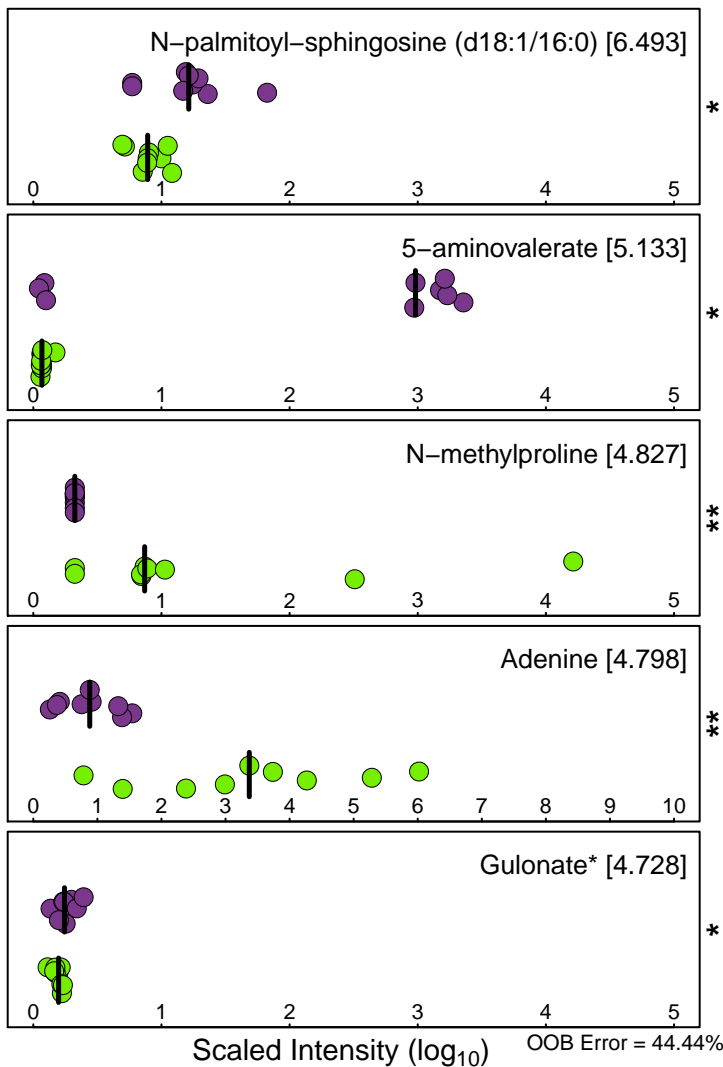 N−palmitoyl−sphingosine (d18:1/16:0) [6.493]
*
0 1 2 3 4 5
5−aminovalerate [5.133]
*
0 1 2 3 4 5
N−methylproline [4.827]
**
0 1 2 3 4 5
Adenine [4.798]
**
0 1 2 3 4 5 6 7 8 9 10
Gulonate* [4.728]
*
0 1 2 3 4 5
Scaled Intensity (log10)
OOB Error = 44.44%